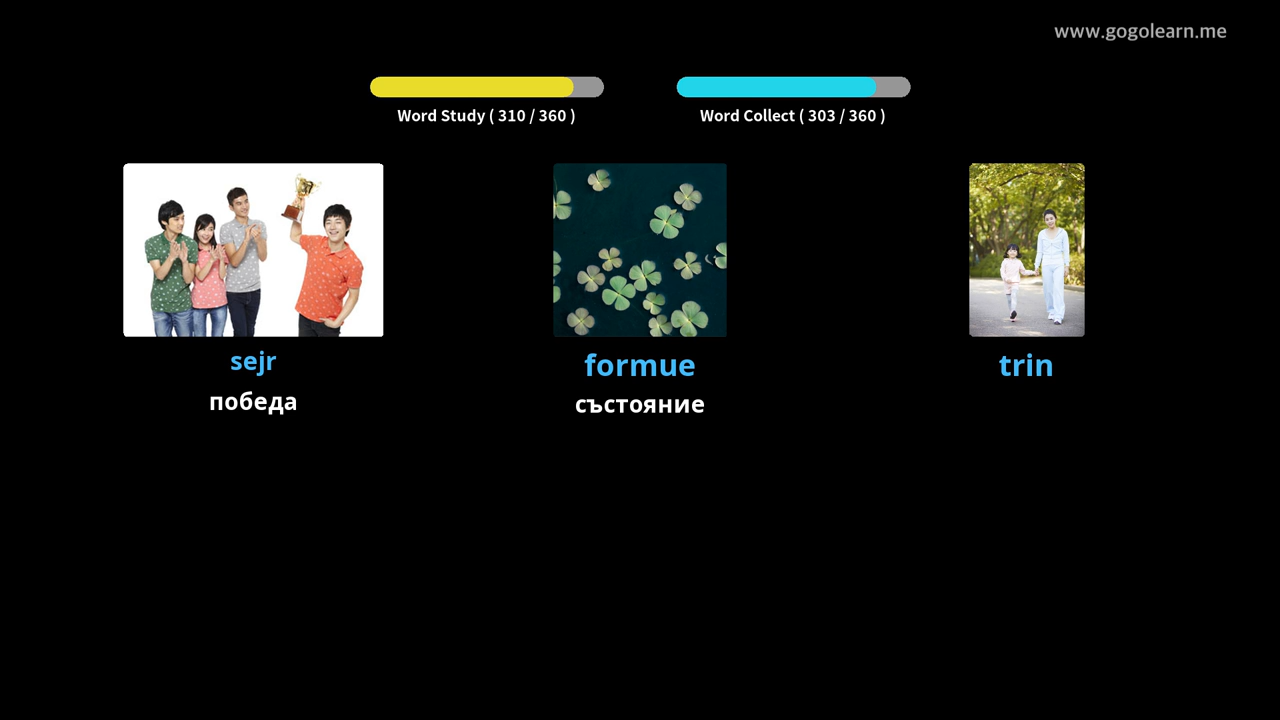 www.gogolearn.me
Word Study ( 310 / 360 )
Word Collect ( 303 / 360 )
sejr
formue
trin
победа
състояние